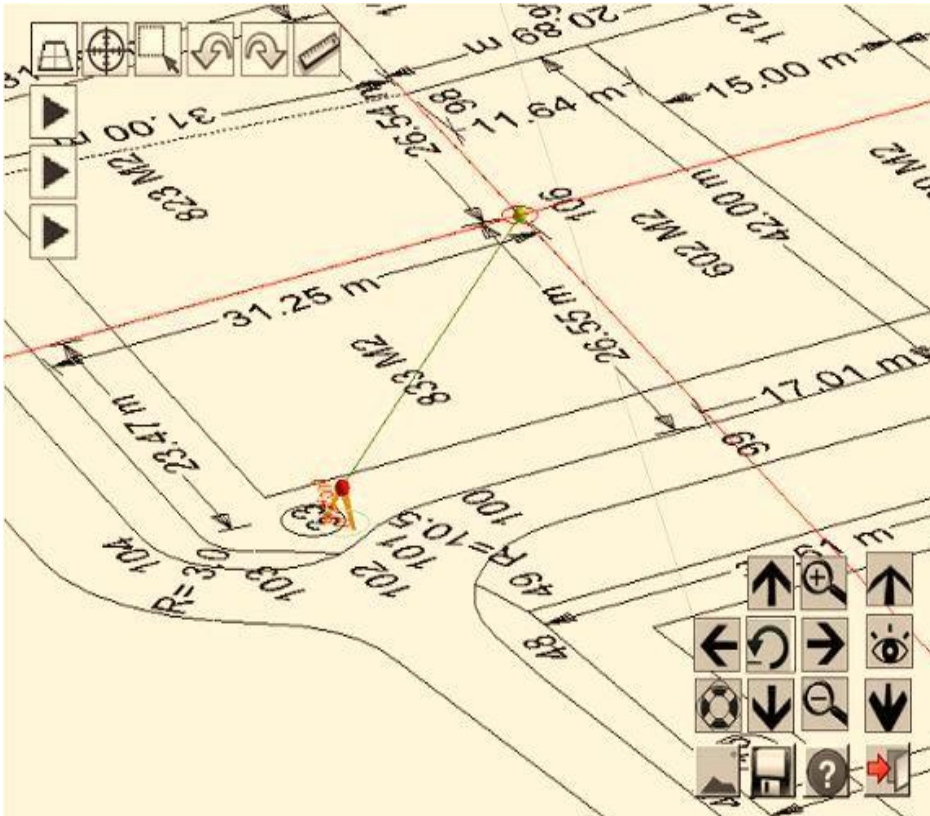 20.89 m
112
98
11.64 m
15.00 m
31.00 m
26.54 m
823 M2
106
42.00 m
602 M2
31.25 m
26.55 m
833 M2
17.01 m
23.47 m
99
33
100
R=10.5
101
102
103
104
49
48
?